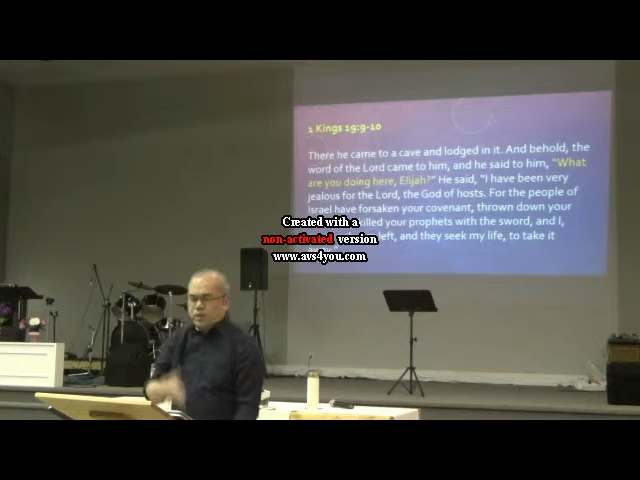 1 Kings 19:9-10
There he came to a cave and lodged in it. And behold, the
word of the Lord came to him, and he said to him, "What
are you doing here, Elijah?" He said, "I have been very
jealous for the Lord, the God of hosts. For the people of
Israel have forsaken your covenant, thrown down your
killed your prophets with the sword, and I,
left, and they seek my life, to take it
Created with a
non-activated version
www.avs4you.com